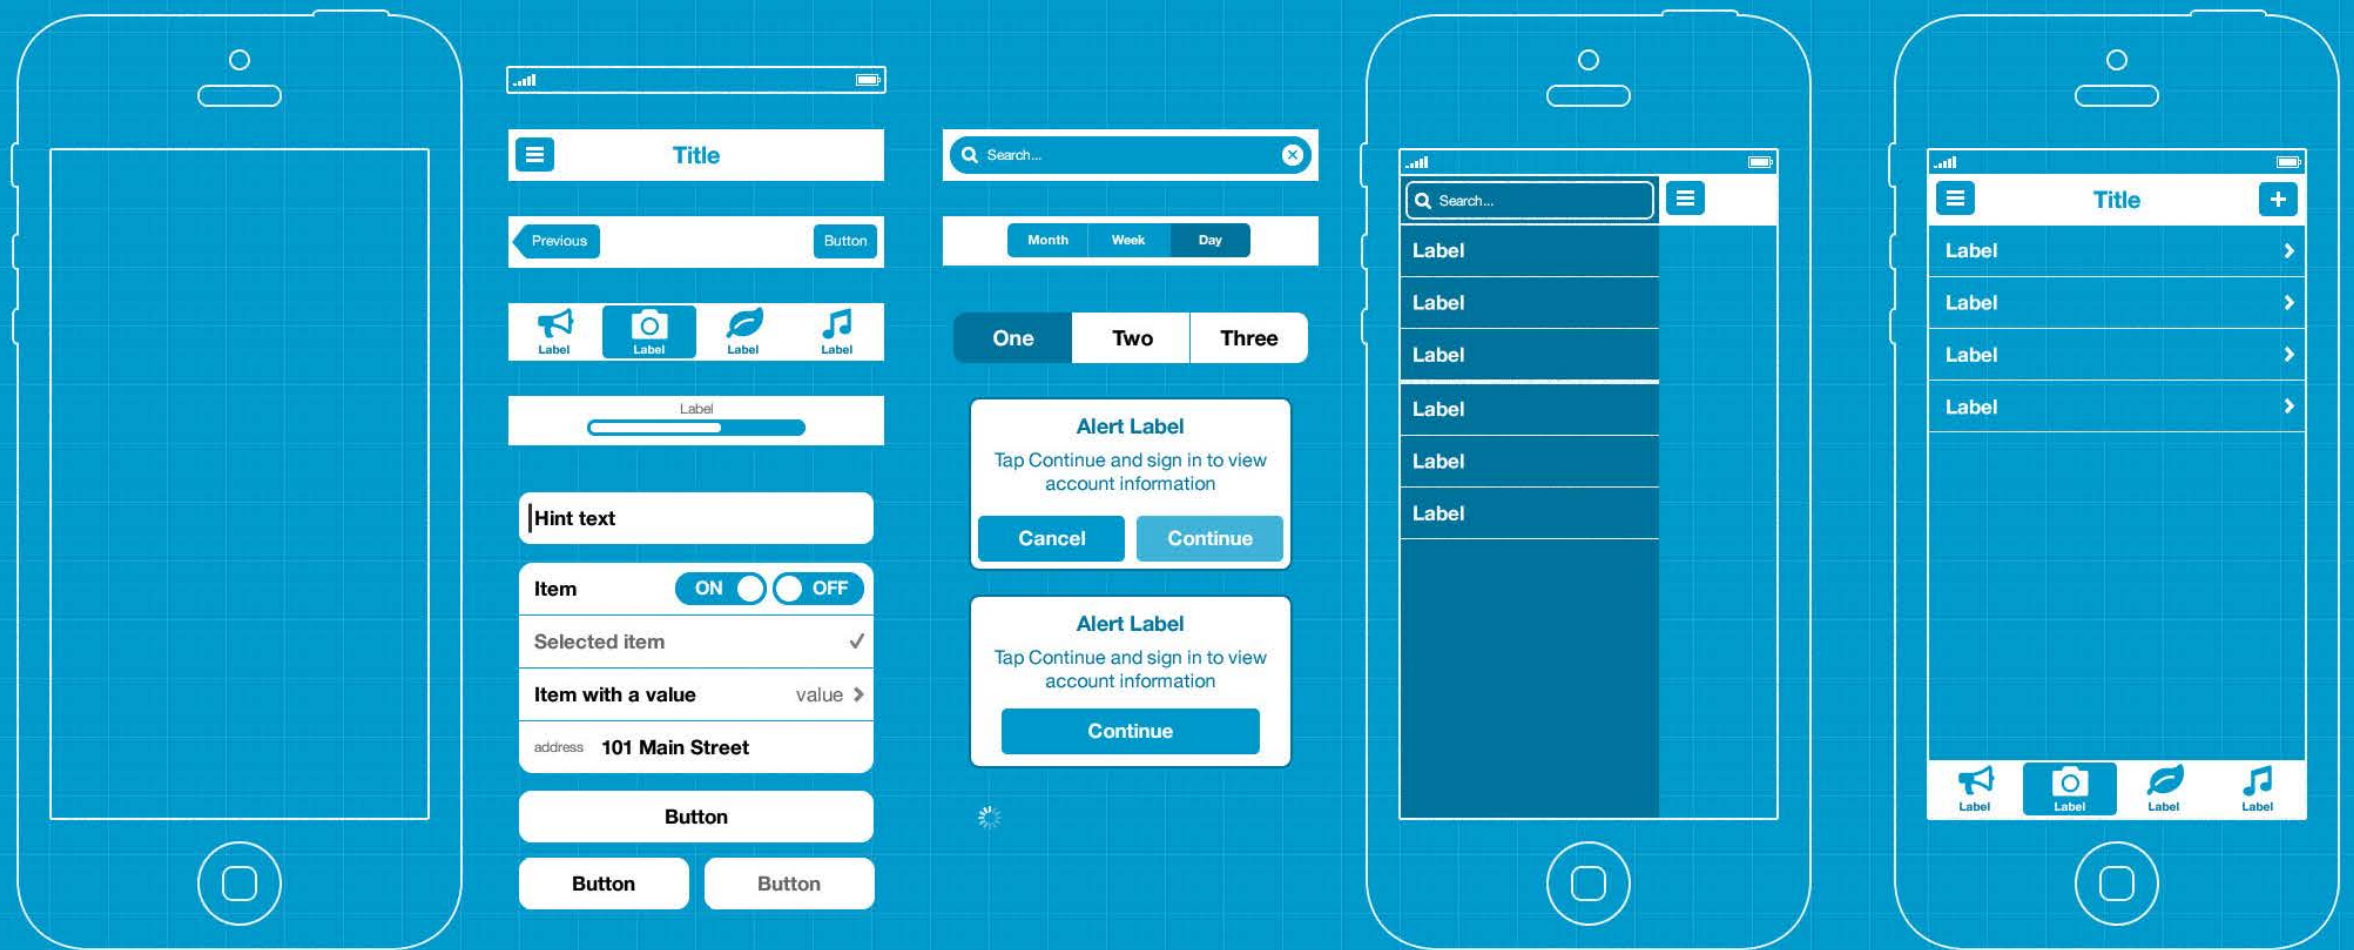 Title
Previous
Button
Label
Label
Label
Label
Label
Hint text
Item ON OFF
Selected item
Item with a value value
address 101 Main Street
Button
Button
Button
Search...
Month Week Day
One Two Three
Alert Label
Tap Continue and sign in to view
account information
Cancel Continue
Alert Label
Tap Continue and sign in to view
account information
Continue
Search...
Label
Label
Label
Label
Label
Label
Title
Label
Label
Label
Label
Label
Label
Label
Label